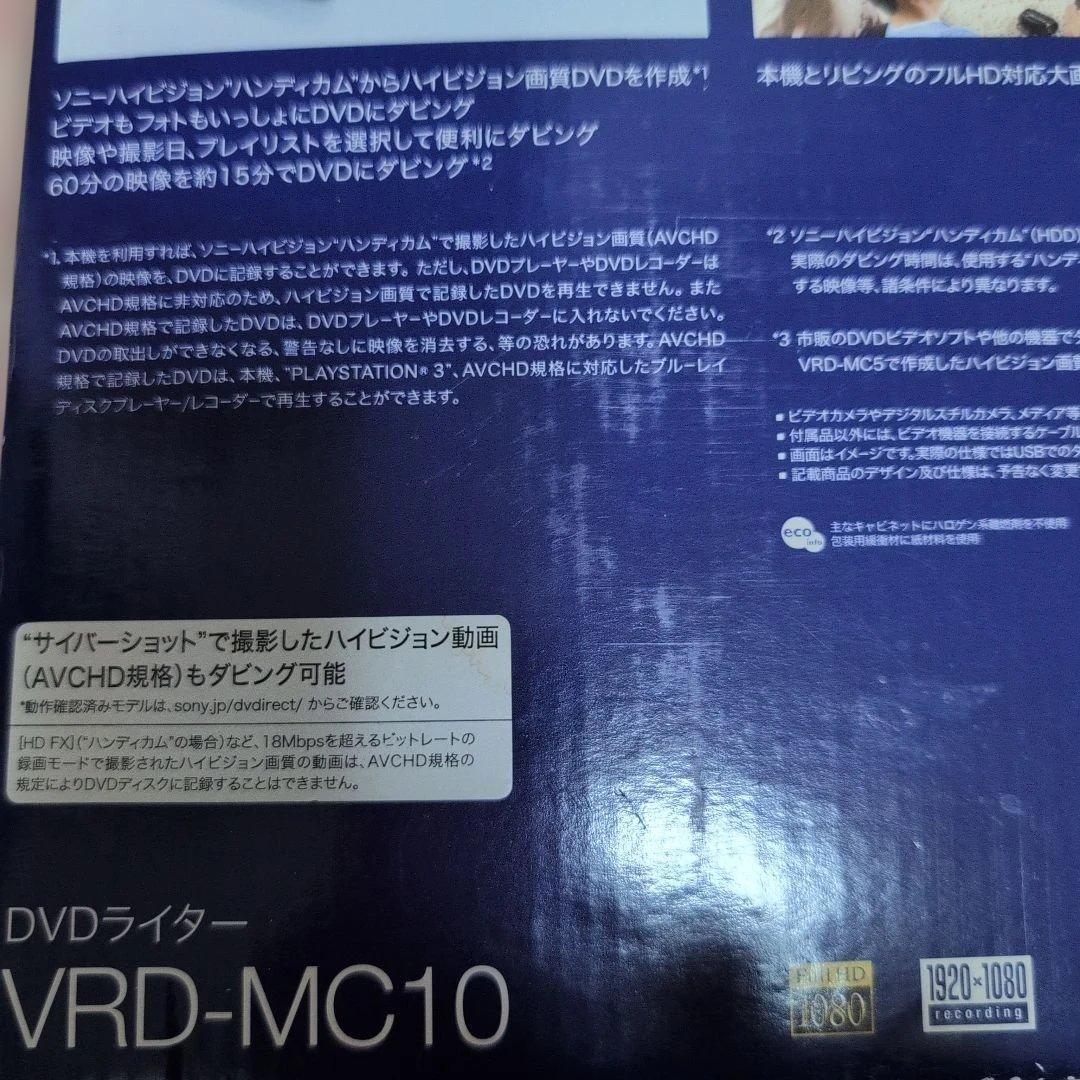 ソニーハイビジョン"ハンディカム"からハイビジョン画質DVDを作成*1
ビデオもフォトもいっしょにDVDにダビング
映像や撮影日、プレイリストを選択して便利にダビング
60分の映像を約15分でDVDにダビング*2
本機とリビングのフルHD対応大画
*1 本機を利用すれば、ソニーハイビジョン"ハンディカム"で撮影したハイビジョン画質(AVCHD
規格)の映像を、DVDに記録することができます。ただし、DVDプレーヤーやDVDレコーダーは
AVCHD規格に非対応のため、ハイビジョン画質で記録したDVDを再生できません。また
AVCHD規格で記録したDVDは、DVDプレーヤーやDVDレコーダーに入れないでください。
DVDの取出しができなくなる、警告なしに映像を消去する、等の恐れがあります。AVCHD
規格で記録したDVDは、本機、"PLAYSTATION® 3"、AVCHD規格に対応したブルーレイ
ディスクプレーヤー/レコーダーで再生することができます。
*2 ソニーハイビジョン"ハンディカム"(HDD)
実際のダビング時間は、使用する"ハンデ
する映像等、諸条件により異なります。
*3 市販のDVDビデオソフトや他の機器で
VRD-MC5で作成したハイビジョン画質
■ ビデオカメラやデジタルスチルカメラ、メディア等
■ 付属品以外には、ビデオ機器を接続するケーブル
■ 画面はイメージです。実際の仕様ではUSBでの
■ 記載商品のデザイン及び仕様は、予告なく変更
eco info
主なキャビネットにハロゲン系難燃剤を不使用
包装用緩衝材に紙材料を使用
"サイバーショット"で撮影したハイビジョン動画
(AVCHD規格)もダビング可能
*動作確認済みモデルは、sony.jp/dvdirect/ からご確認ください。
[HD FX]("ハンディカム"の場合)など、18Mbpsを超えるビットレートの
録画モードで撮影されたハイビジョン画質の動画は、AVCHD規格の
規定によりDVDディスクに記録することはできません。
DVDライター
VRD-MC10
FULL HD
1080
1920×1080
recording